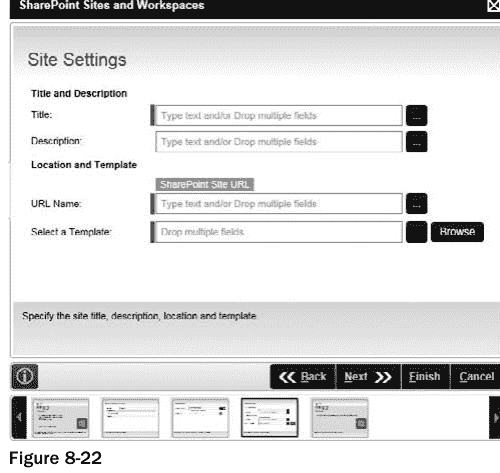 SharePoint Sites and Workspaces
Site Settings
Title and Description
Title: Type text and/or Drop multiple fields ...
Description: Type text and/or Drop multiple fields ...
Location and Template
SharePoint Site URL
URL Name: Type text and/or Drop multiple fields ...
Select a Template: Drop multiple fields Browse
Specify the site title, description, location and template.
Back Next Finish Cancel
Figure 8-22